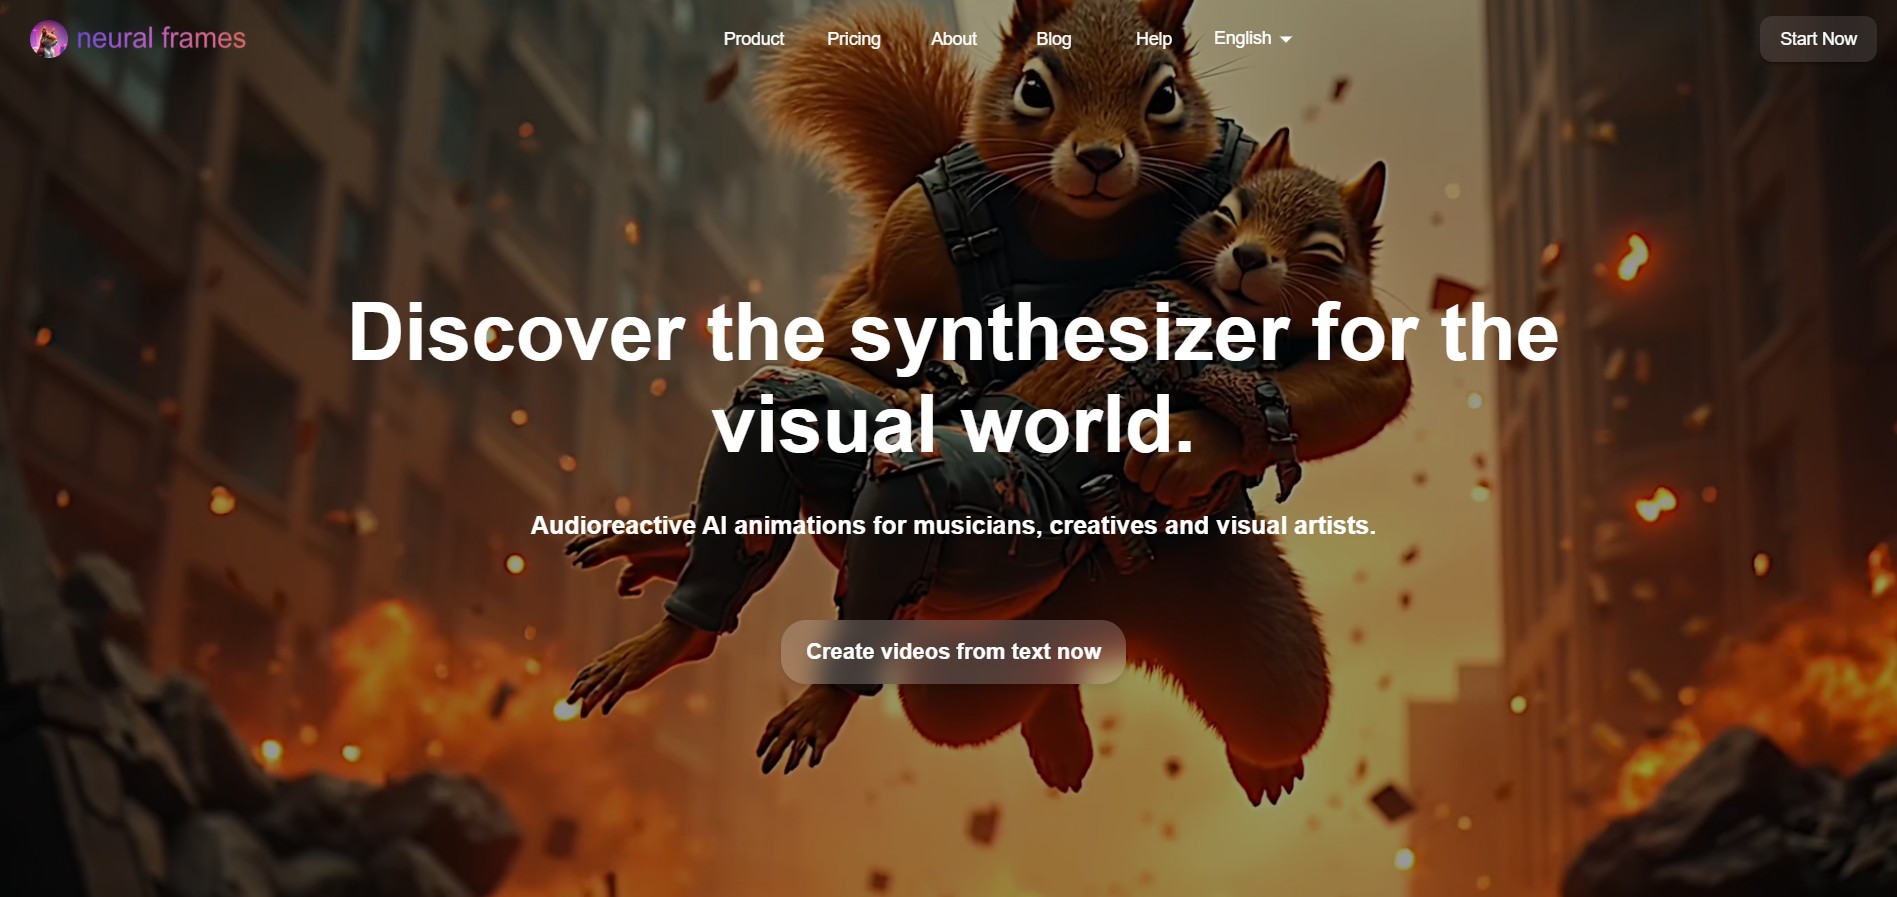 neural frames
Product Pricing About Blog Help English
Start Now
Discover the synthesizer for the
visual world.
Audioreactive AI animations for musicians, creatives and visual artists.
Create videos from text now